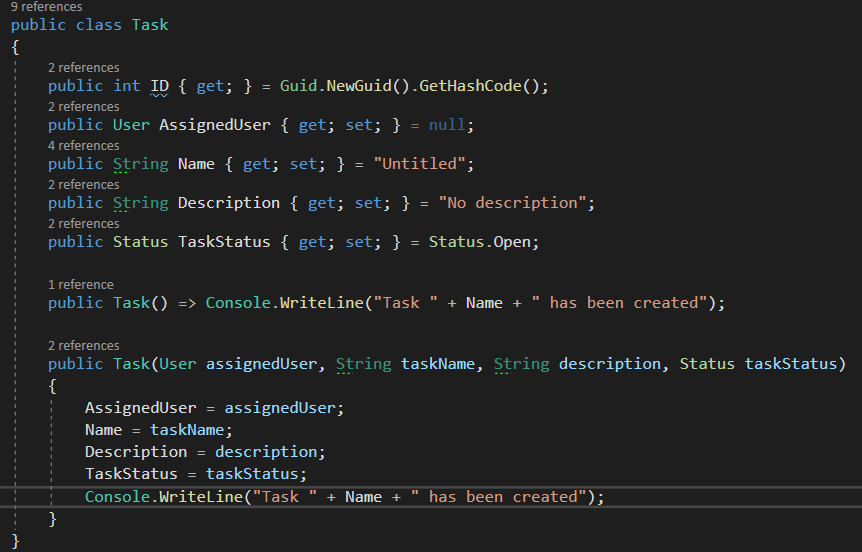 9 references
public class Task
{
2 references
public int ID { get; } = Guid.NewGuid().GetHashCode();
2 references
public User AssignedUser { get; set; } = null;
4 references
public String Name { get; set; } = "Untitled";
2 references
public String Description { get; set; } = "No description";
2 references
public Status TaskStatus { get; set; } = Status.Open;
1 reference
public Task() => Console.WriteLine("Task " + Name + " has been created");
2 references
public Task(User assignedUser, String taskName, String description, Status taskStatus)
{
AssignedUser = assignedUser;
Name = taskName;
Description = description;
TaskStatus = taskStatus;
Console.WriteLine("Task " + Name + " has been created");
}
}